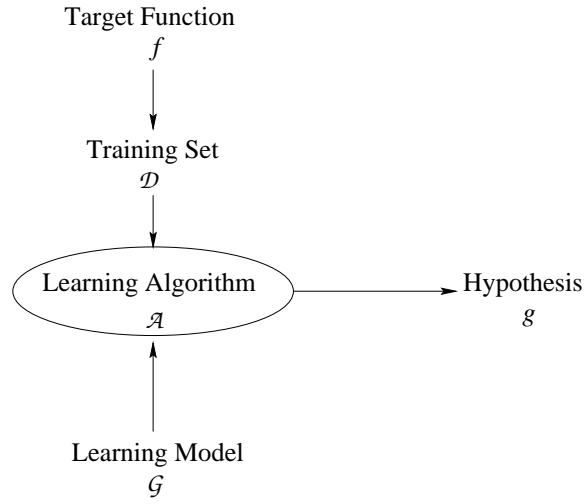 Target Function
f
Training Set
𝒟
Learning Algorithm
𝒜
Hypothesis
g
Learning Model
𝒢